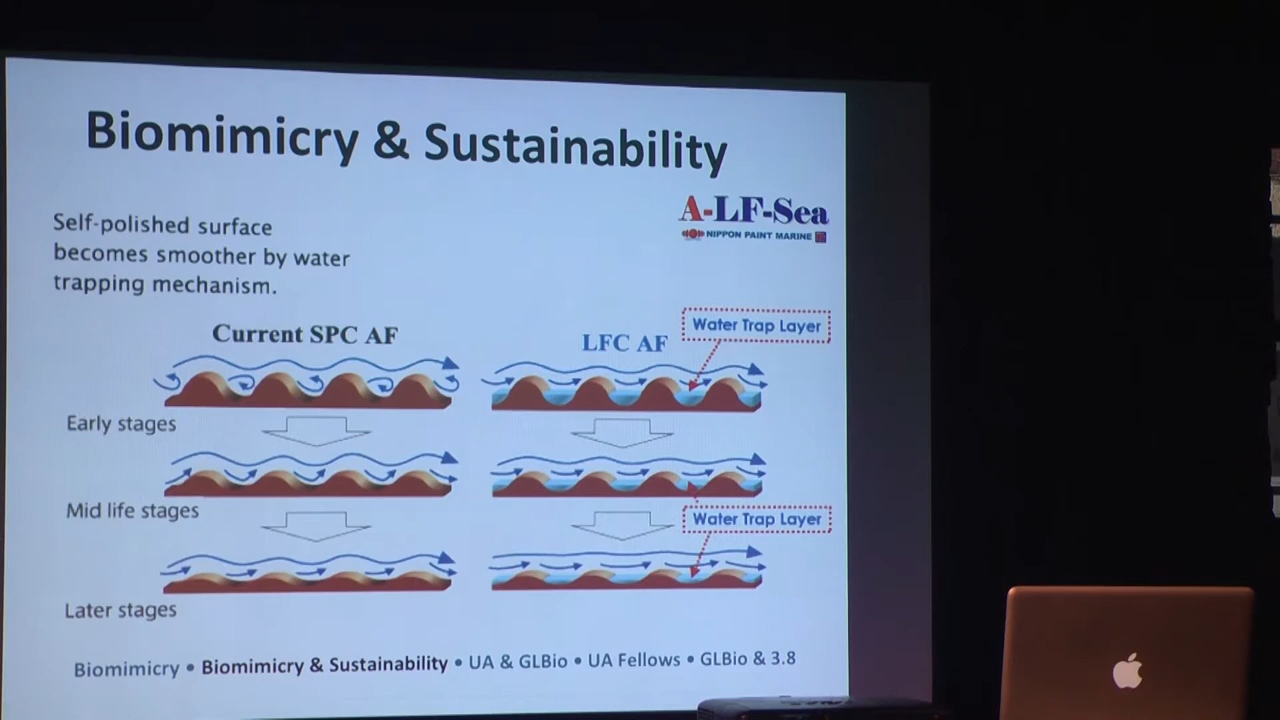 Biomimicry & Sustainability
A-LF-Sea
NIPPON PAINT MARINE
Self-polished surface
becomes smoother by water
trapping mechanism.
Current SPC AF
LFC AF
Water Trap Layer
Early stages
Mid life stages
Water Trap Layer
Later stages
Biomimicry • Biomimicry & Sustainability • UA & GLBio • UA Fellows • GLBio & 3.8